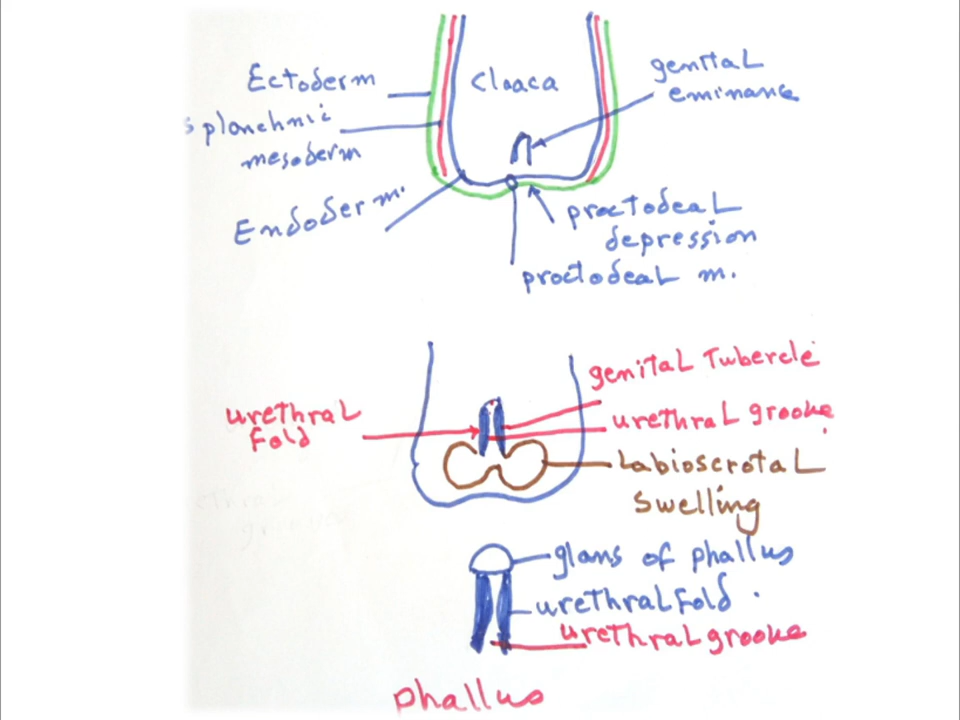 Ectoderm
Cloaca
genital
eminance
splanchnic
mesoderm
Endoderm.
proctodeal
depression
proctodeal m.
genital Tubercle
urethral
Fold
urethral groove
Labioscrotal
swelling
glans of phallus
urethral Fold.
urethral groove
phallus